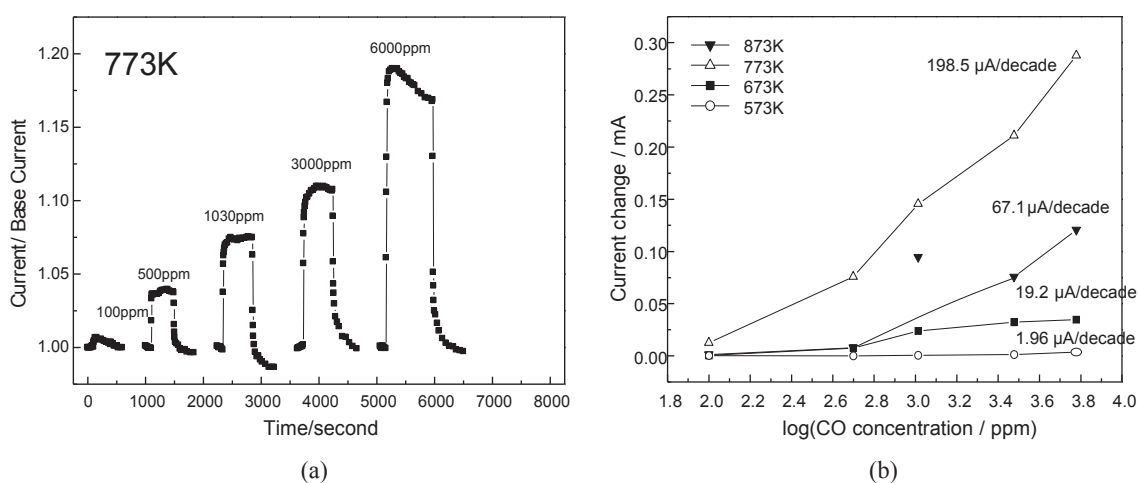 773K
100ppm
500ppm
1030ppm
3000ppm
6000ppm
1.20
1.15
1.10
1.05
1.00
Current/ Base Current
0 1000 2000 3000 4000 5000 6000 7000 8000
Time/second
(a)
873K
773K
673K
573K
198.5 µA/decade
67.1µA/decade
19.2 µA/decade
1.96 µA/decade
0.30
0.25
0.20
0.15
0.10
0.05
0.00
Current change / mA
1.8 2.0 2.2 2.4 2.6 2.8 3.0 3.2 3.4 3.6 3.8 4.0
log(CO concentration / ppm)
(b)